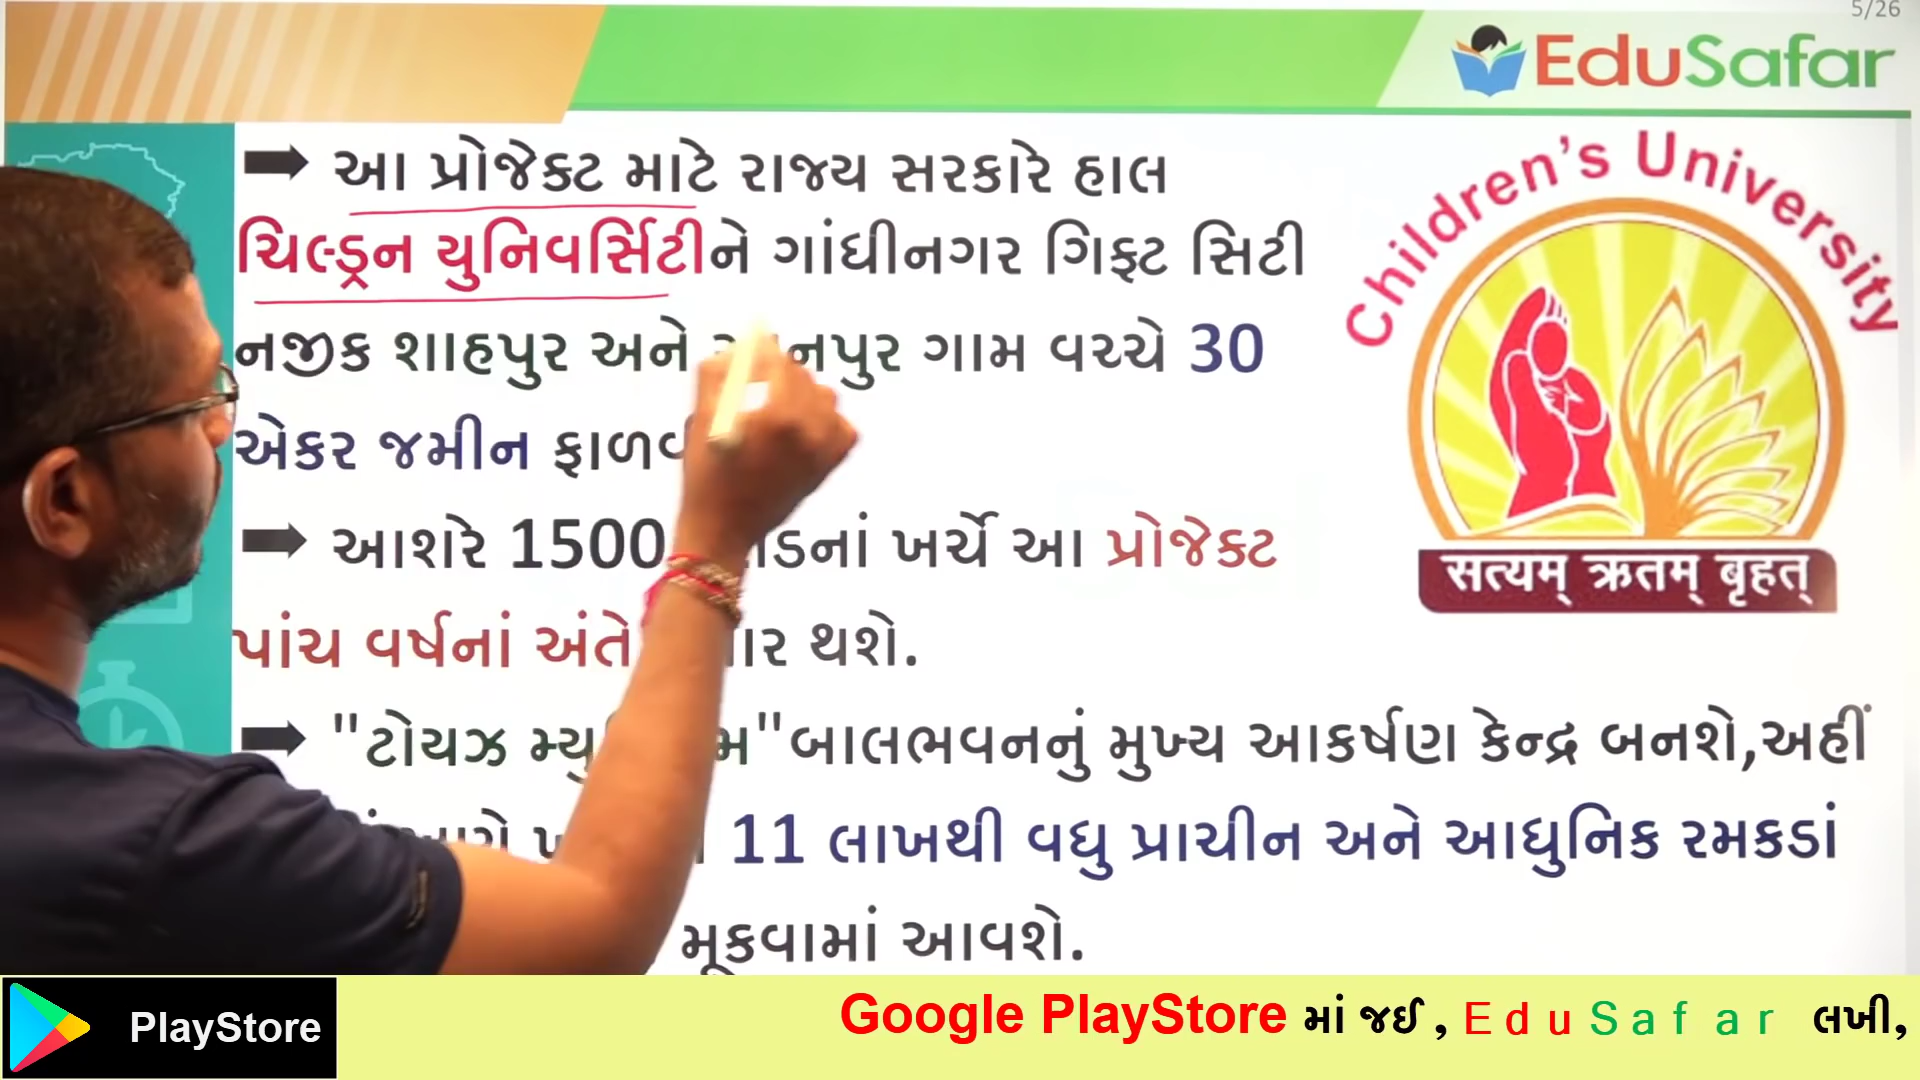 5/26
EduSafar
આ પ્રોજેક્ટ માટે રાજ્ય સરકારે હાલ
ચિલ્ડ્રન યુનિવર્સિટીને ગાંધીનગર ગિફ્ટ સિટી
નજીક શાહપુર અને ગામ વચ્ચે 30
એકર જમીન
આશરે 1500 ખર્ચે આ પ્રોજેક્ટ
પાંચ વર્ષનાં અંતે થશે.
"ટોયઝ બાલભવનનું મુખ્ય આકર્ષણ કેન્દ્ર બનશે,અહીં
11 લાખથી વધુ પ્રાચીન અને આધુનિક રમકડાં
મૂકવામાં આવશે.
Children's University
सत्यम् ऋतम् बृहत्
PlayStore
Google PlayStore માં જઈ , EduSafar લખી,